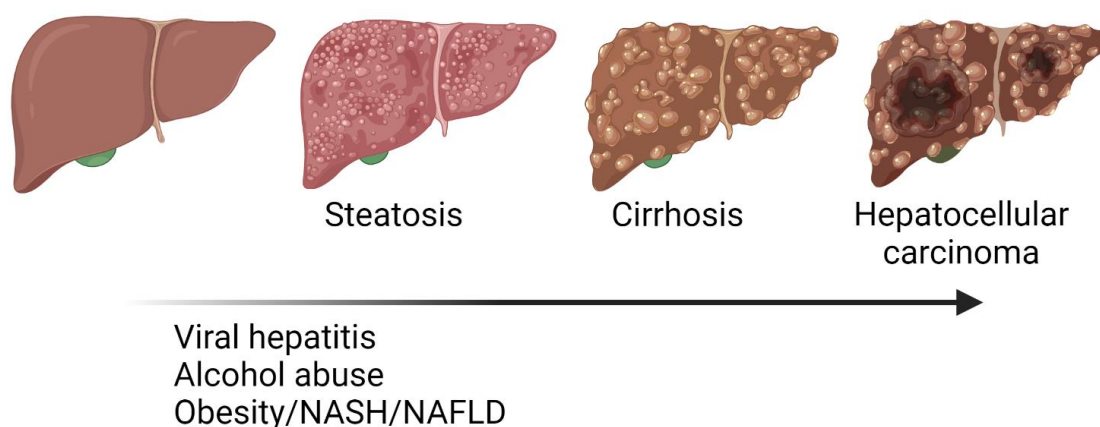 Steatosis
Cirrhosis
Hepatocellular
carcinoma
Viral hepatitis
Alcohol abuse
Obesity/NASH/NAFLD